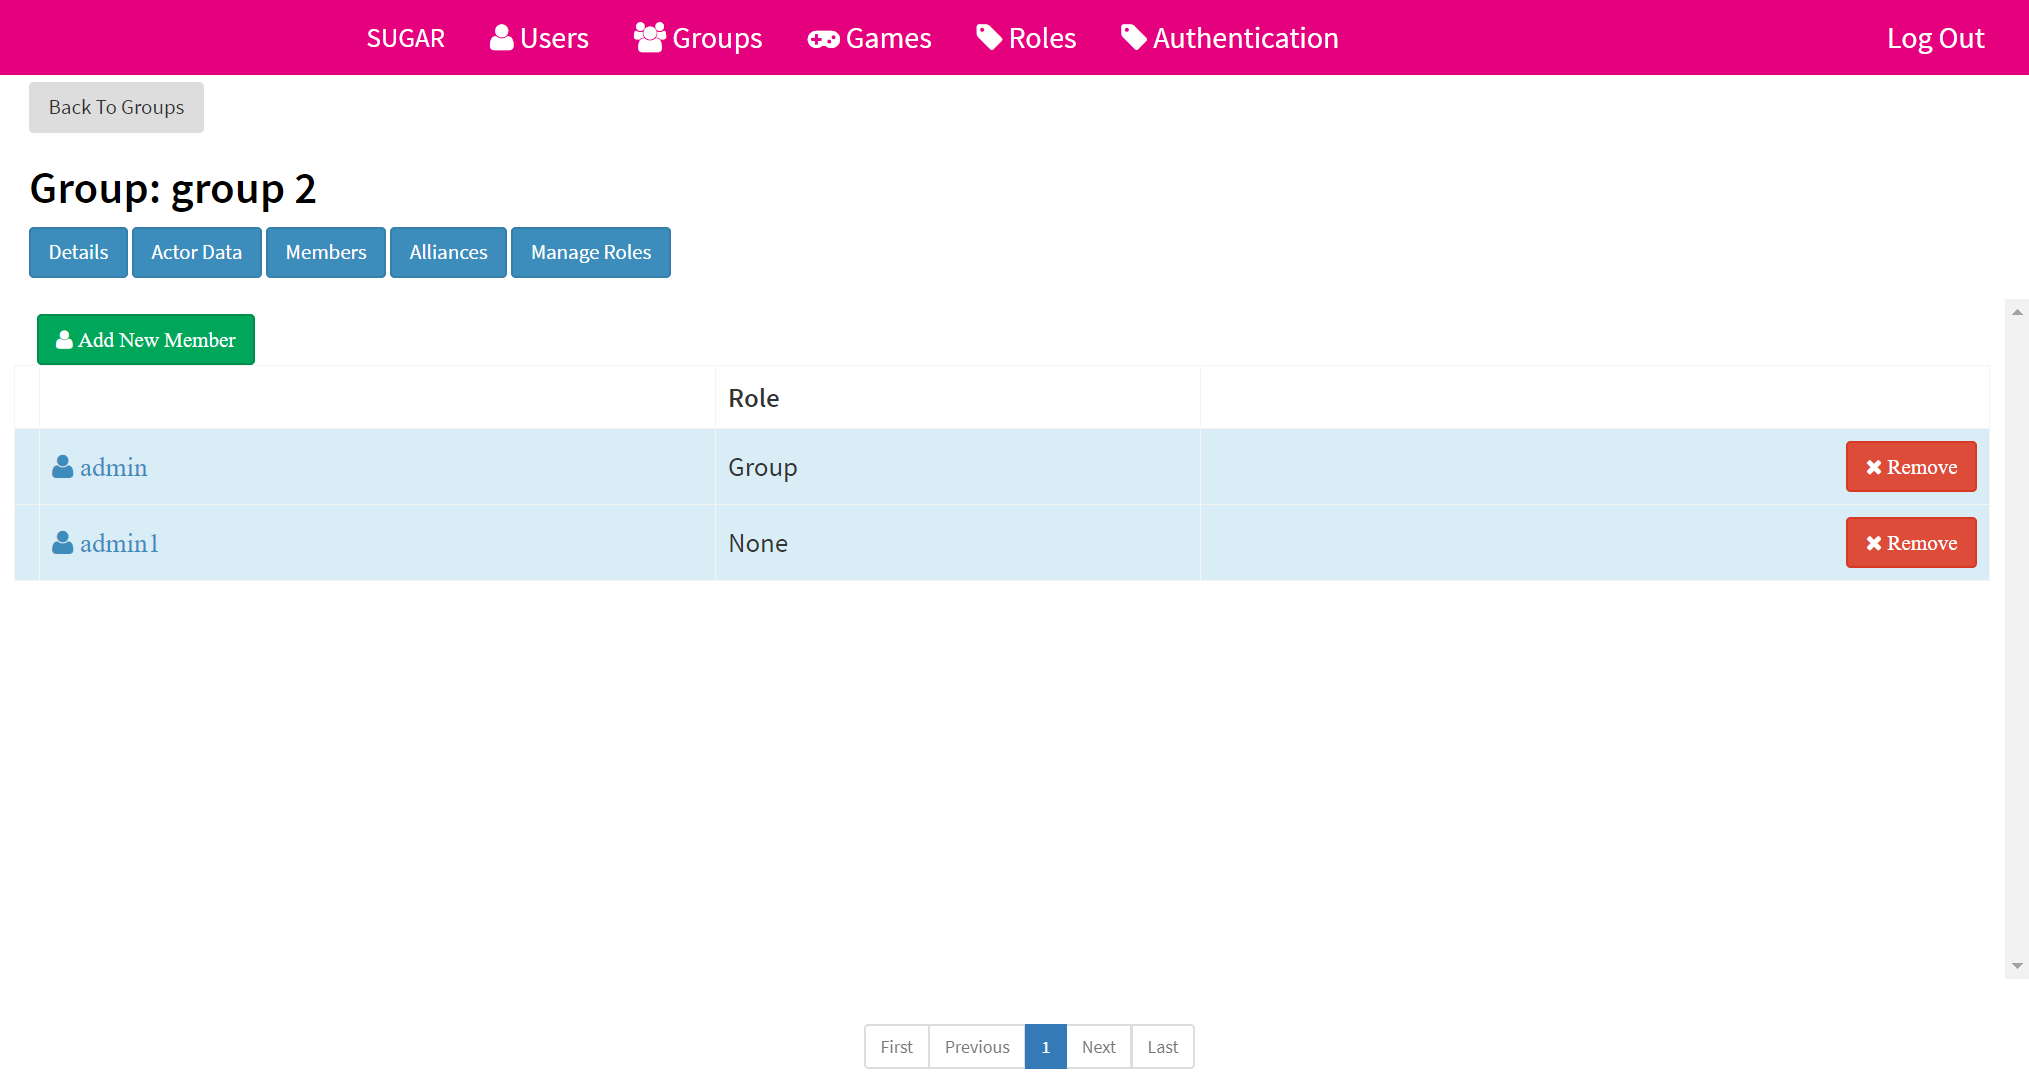 SUGAR Users Groups Games Roles Authentication Log Out
Back To Groups
Group: group 2
Details Actor Data Members Alliances Manage Roles
Add New Member
Role
admin Group Remove
admin1 None Remove
First Previous 1 Next Last